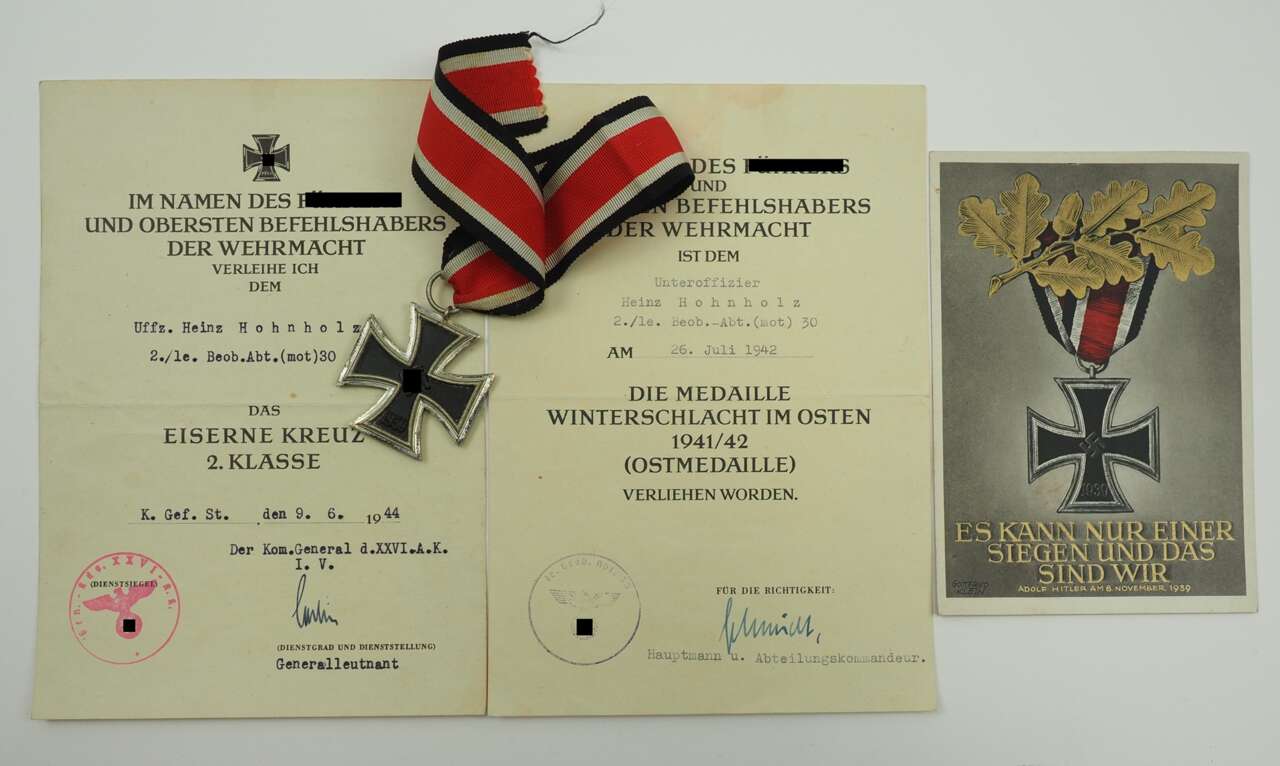 IM NAMEN DES
UND OBERSTEN BEFEHLSHABERS
DER WEHRMACHT
VERLEIHE ICH
DEM
Uffz. Heinz Hohnholz
2./le. Beob.Abt.(mot)30
DAS
EISERNE KREUZ
2. KLASSE
K. Gef. St. den 9. 6. 1944
Der Kom.General d.XXVI.A.K.
I. V.
(DIENSTSIEGEL)
(DIENSTGRAD UND DIENSTSTELLUNG)
Generalleutnant
1939
DES
UND
BEFEHLSHABERS
DER WEHRMACHT
IST DEM
Unteroffizier
Heinz Hohnholz
2./le. Beob.-Abt.(mot) 30
AM 26. Juli 1942
DIE MEDAILLE
WINTERSCHLACHT IM OSTEN
1941/42
(OSTMEDAILLE)
VERLIEHEN WORDEN.
FÜR DIE RICHTIGKEIT:
Schmidt,
Hauptmann u. Abteilungskommandeur.
1939
ES KANN NUR EINER
SIEGEN UND DAS
SIND WIR
ADOLF HITLER AM 8. NOVEMBER 1939
GOTTFRIED
KLEIN